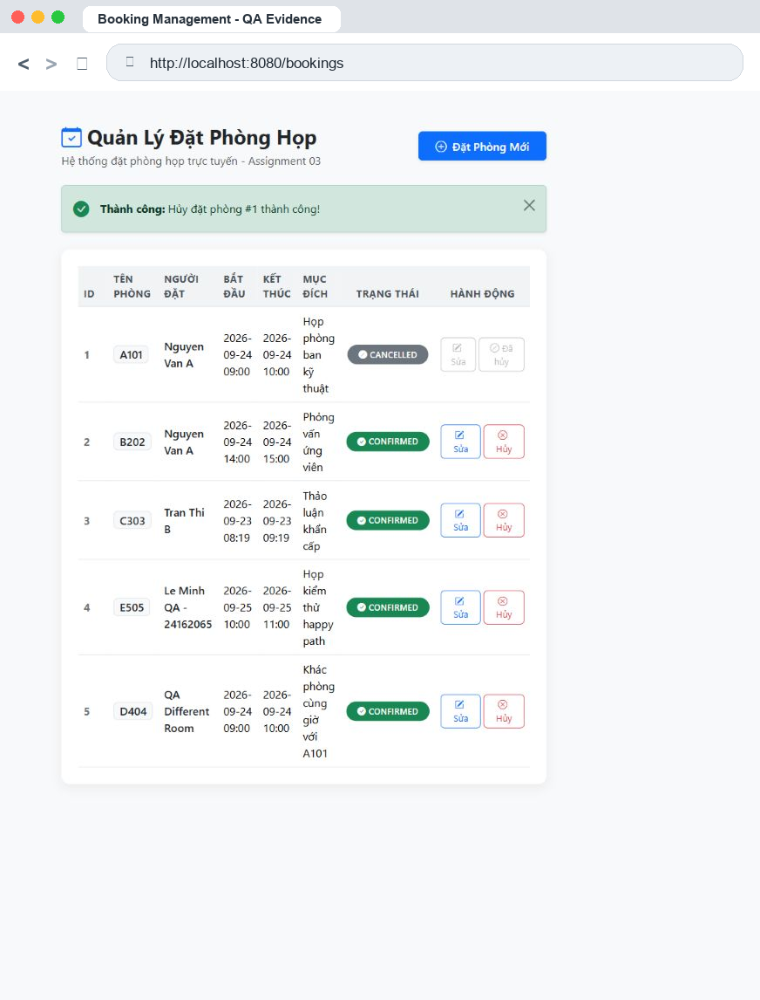 Booking Management - QA Evidence
< >
http://localhost:8080/bookings
Quản Lý Đặt Phòng Họp
Hệ thống đặt phòng họp trực tuyến - Assignment 03
Đặt Phòng Mới
Thành công: Hủy đặt phòng #1 thành công!
ID
TÊN
PHÒNG
NGƯỜI
ĐẶT
BẮT
ĐẦU
KẾT
THÚC
MỤC
ĐÍCH
TRẠNG THÁI
HÀNH ĐỘNG
1
A101
Nguyen
Van A
2026-
09-24
09:00
2026-
09-24
10:00
Họp
phòng
ban
kỹ
thuật
CANCELLED
Sửa
Đã
hủy
2
B202
Nguyen
Van A
2026-
09-24
14:00
2026-
09-24
15:00
Phỏng
vấn
ứng
viên
CONFIRMED
Sửa
Hủy
3
C303
Tran Thi
B
2026-
09-23
08:19
2026-
09-23
09:19
Thảo
luận
khẩn
cấp
CONFIRMED
Sửa
Hủy
4
E505
Le Minh
QA -
24162065
2026-
09-25
10:00
2026-
09-25
11:00
Họp
kiểm
thử
happy
path
CONFIRMED
Sửa
Hủy
5
D404
QA
Different
Room
2026-
09-24
09:00
2026-
09-24
10:00
Khác
phòng
cùng
giờ
với
A101
CONFIRMED
Sửa
Hủy